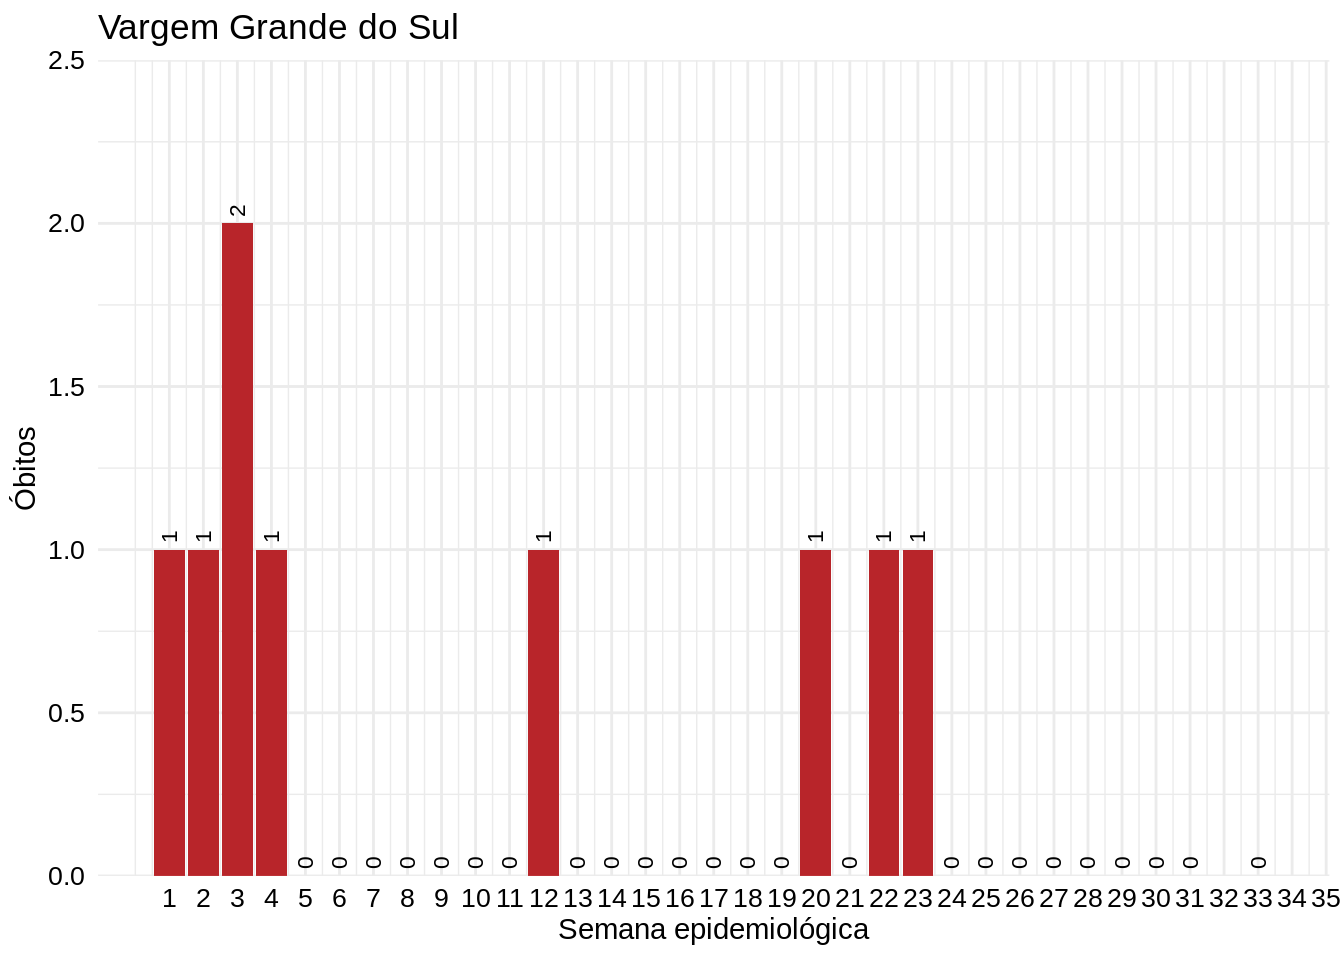 Vargem Grande do Sul
2.5
2.0
1.5
1.0
0.5
0.0
Óbitos
1 1 2 1 0 0 0 0 0 0 0 1 0 0 0 0 0 0 0 1 0 1 1 0 0 0 0 0 0 0 0 0
1 2 3 4 5 6 7 8 9 10 11 12 13 14 15 16 17 18 19 20 21 22 23 24 25 26 27 28 29 30 31 32 33 34 35
Semana epidemiológica